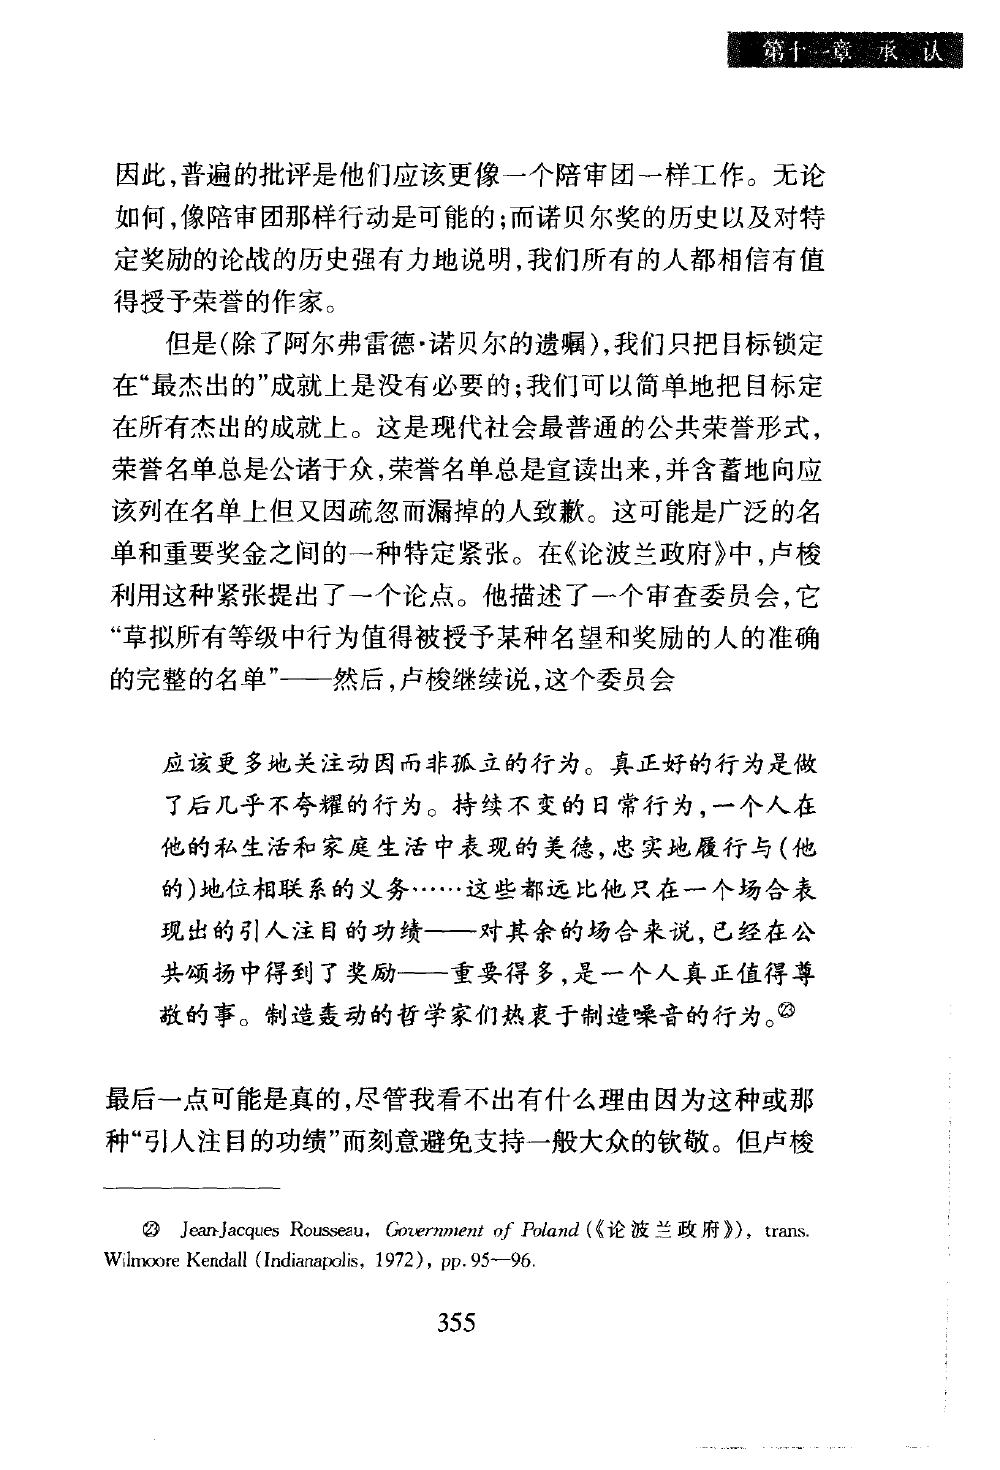 第十一章 承 认
因此,普遍的批评是他们应该更像一个陪审团一样工作。无论
如何,像陪审团那样行动是可能的;而诺贝尔奖的历史以及对特
定奖励的论战的历史强有力地说明,我们所有的人都相信有值
得授予荣誉的作家。
但是(除了阿尔弗雷德·诺贝尔的遗嘱),我们只把目标锁定
在“最杰出的”成就上是没有必要的;我们可以简单地把目标定
在所有杰出的成就上。这是现代社会最普通的公共荣誉形式,
荣誉名单总是公诸于众,荣誉名单总是宣读出来,并含蓄地向应
该列在名单上但又因疏忽而漏掉的人致歉。这可能是广泛的名
单和重要奖金之间的一种特定紧张。在《论波兰政府》中,卢梭
利用这种紧张提出了一个论点。他描述了一个审查委员会,它
“草拟所有等级中行为值得被授予某种名望和奖励的人的准确
的完整的名单”——然后,卢梭继续说,这个委员会
应该更多地关注动因而非孤立的行为。真正好的行为是做
了后几乎不夸耀的行为。持续不变的日常行为,一个人在
他的私生活和家庭生活中表现的美德,忠实地履行与(他
的)地位相联系的义务……这些都远比他只在一个场合表
现出的引人注目的功绩——对其余的场合来说,已经在公
共颂扬中得到了奖励——重要得多,是一个人真正值得尊
敬的事。制造轰动的哲学家们热衷于制造噪音的行为。㉓
最后一点可能是真的,尽管我看不出有什么理由因为这种或那
种“引人注目的功绩”而刻意避免支持一般大众的钦敬。但卢梭
㉓ Jean-Jacques Rousseau, Government of Poland (《论波兰政府》), trans.
Wilmoore Kendall (Indianapolis, 1972), pp. 95—96.
355